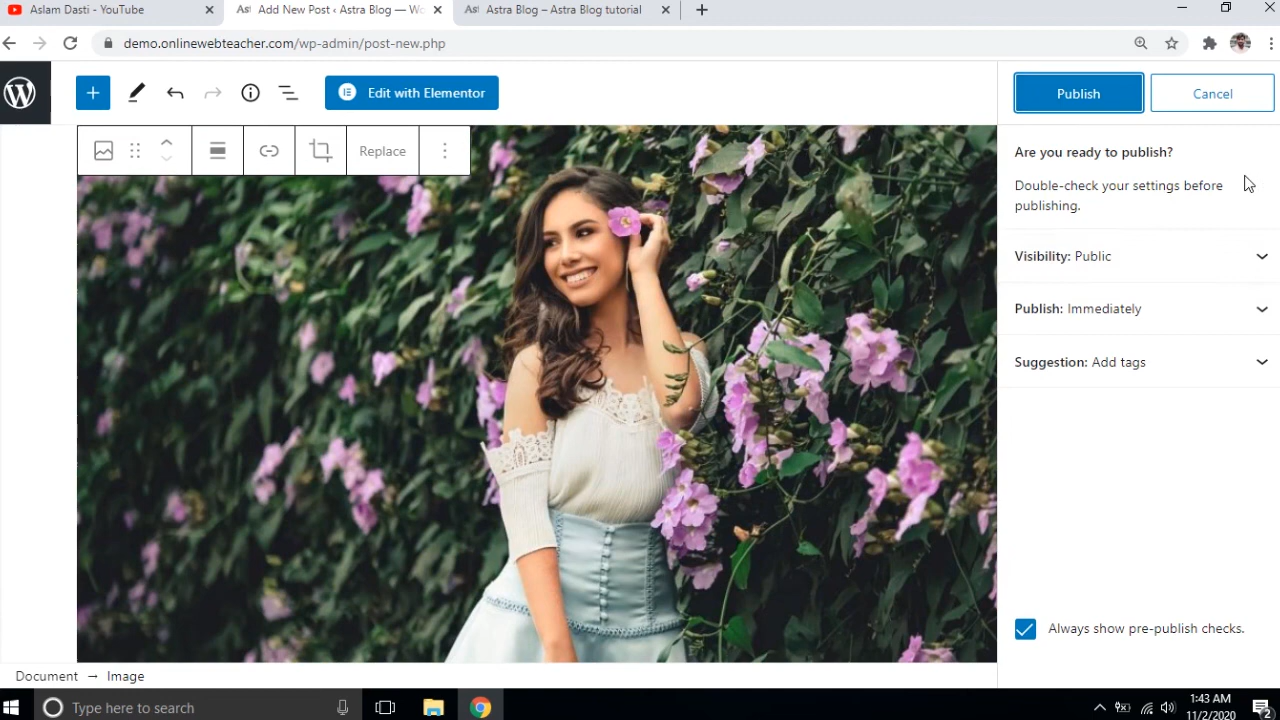 Aslam Dasti - YouTube
Add New Post ‹ Astra Blog — Wo
Astra Blog – Astra Blog tutorial
demo.onlinewebteacher.com/wp-admin/post-new.php
Edit with Elementor
Publish
Cancel
Replace
Are you ready to publish?
Double-check your settings before
publishing.
Visibility: Public
Publish: Immediately
Suggestion: Add tags
Always show pre-publish checks.
Document → Image
Type here to search
1:43 AM
11/2/2020
2